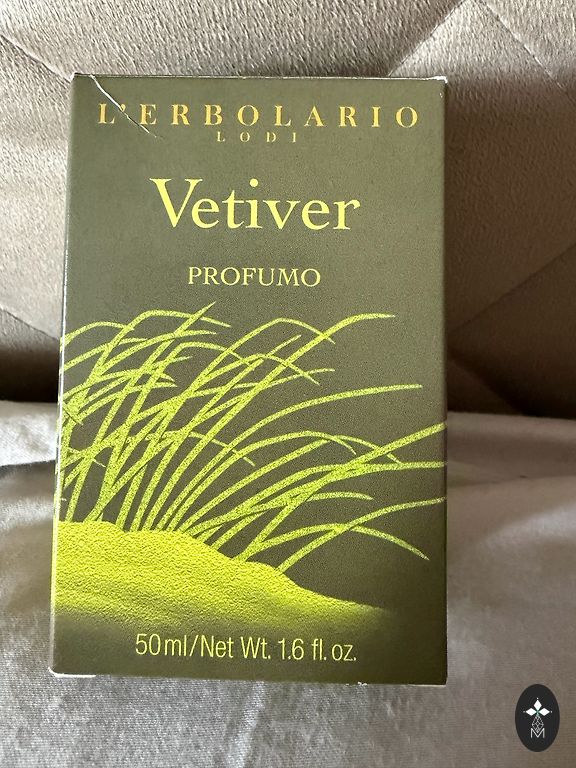 L'ERBOLARIO
LODI
Vetiver
PROFUMO
50ml/Net Wt. 1.6 fl. oz.
M